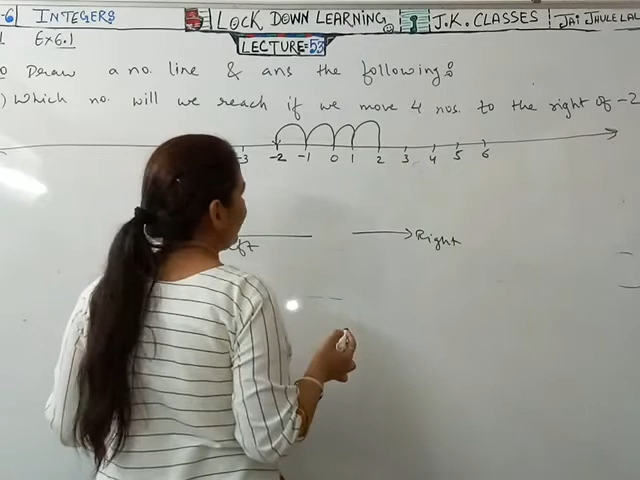 -6 INTEGERS LOCK DOWN LEARNING J.K. CLASSES JAI JHULELAL
Ex 6.1 LECTURE=53
Draw a no. line & ans the following:
) Which no. will we reach if we move 4 nos. to the right of -2
-3 -2 -1 0 1 2 3 4 5 6
Right